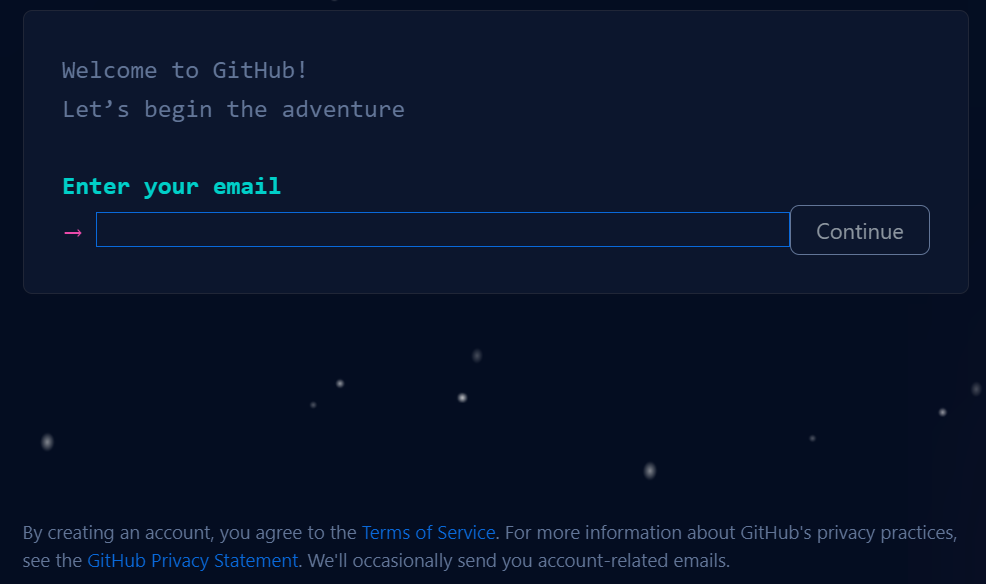 Welcome to GitHub!
Let’s begin the adventure
Enter your email
→
Continue
By creating an account, you agree to the Terms of Service. For more information about GitHub's privacy practices,
see the GitHub Privacy Statement. We'll occasionally send you account-related emails.